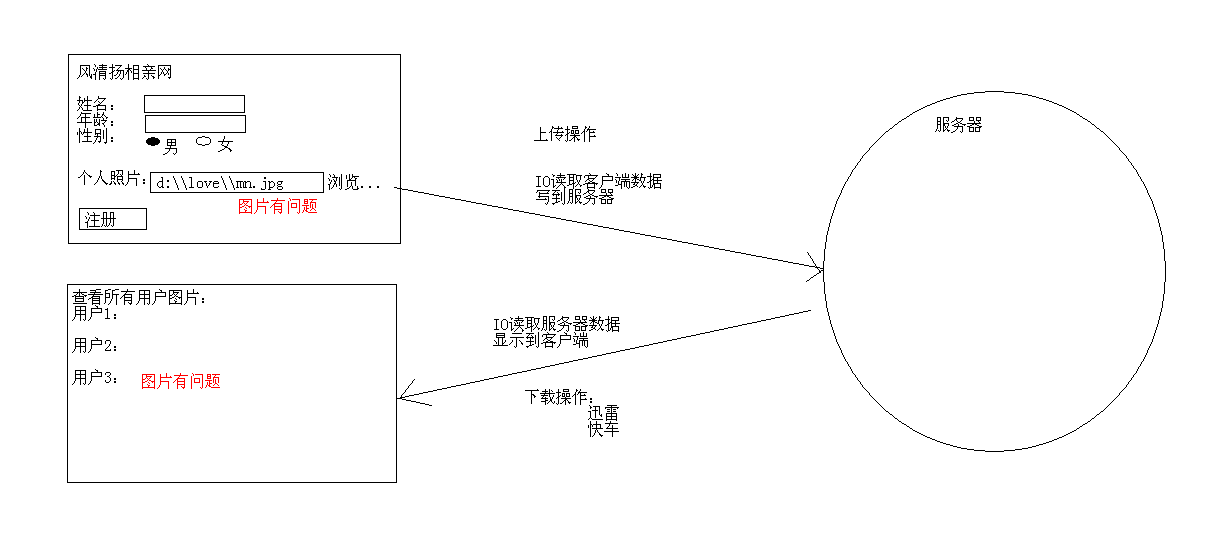 风清扬相亲网
姓名：
年龄：
性别：
男
女
个人照片：
d:\\love\\mn.jpg
浏览...
图片有问题
注册
上传操作
IO读取客户端数据
写到服务器
服务器
查看所有用户图片：
用户1：
用户2：
用户3：
图片有问题
IO读取服务器数据
显示到客户端
下载操作：
迅雷
快车